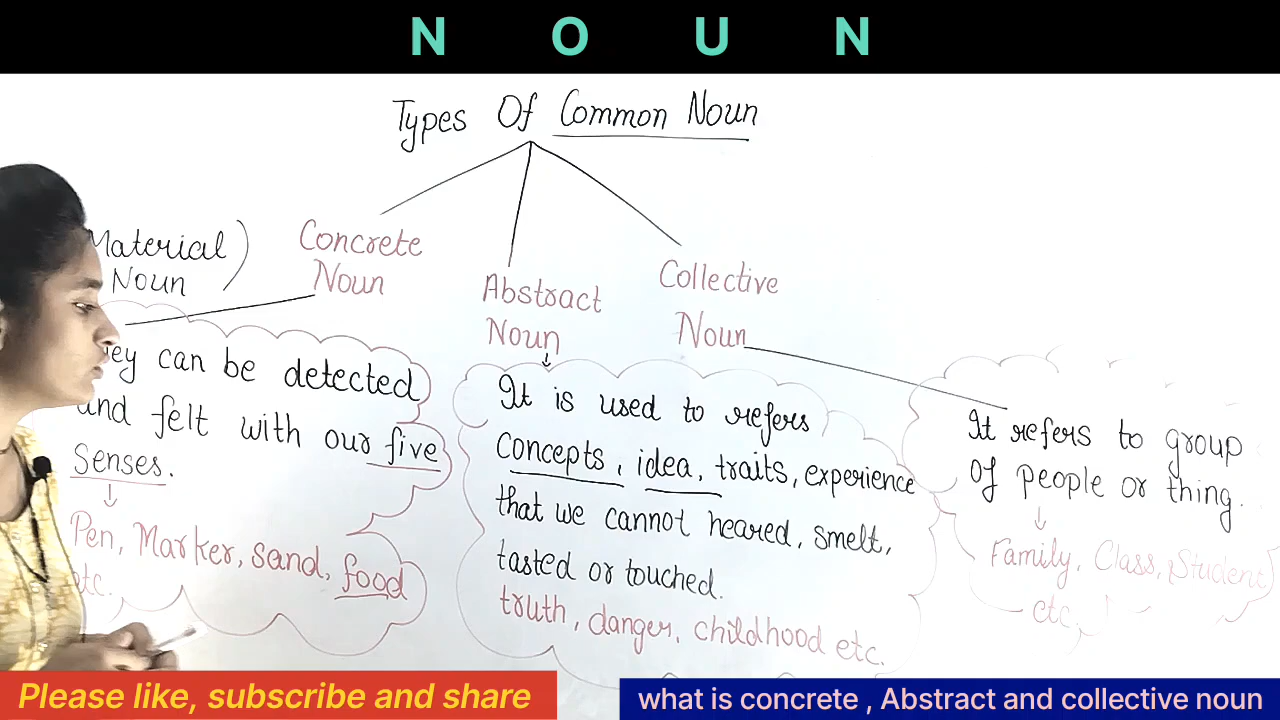 N O U N
Types Of Common Noun
Material)
Noun
Concrete
Noun
Abstract
Noun
Collective
Noun
can be detected
and felt with our five
Senses.
Pen, Marker, sand, food
etc.
It is used to refers
Concepts, idea, traits, experience
that we cannot heared, smelt,
tasted or touched.
truth, danger, childhood etc.
It refers to group
Of people or thing.
Family, Class, Student
etc.
Please like, subscribe and share
what is concrete , Abstract and collective noun